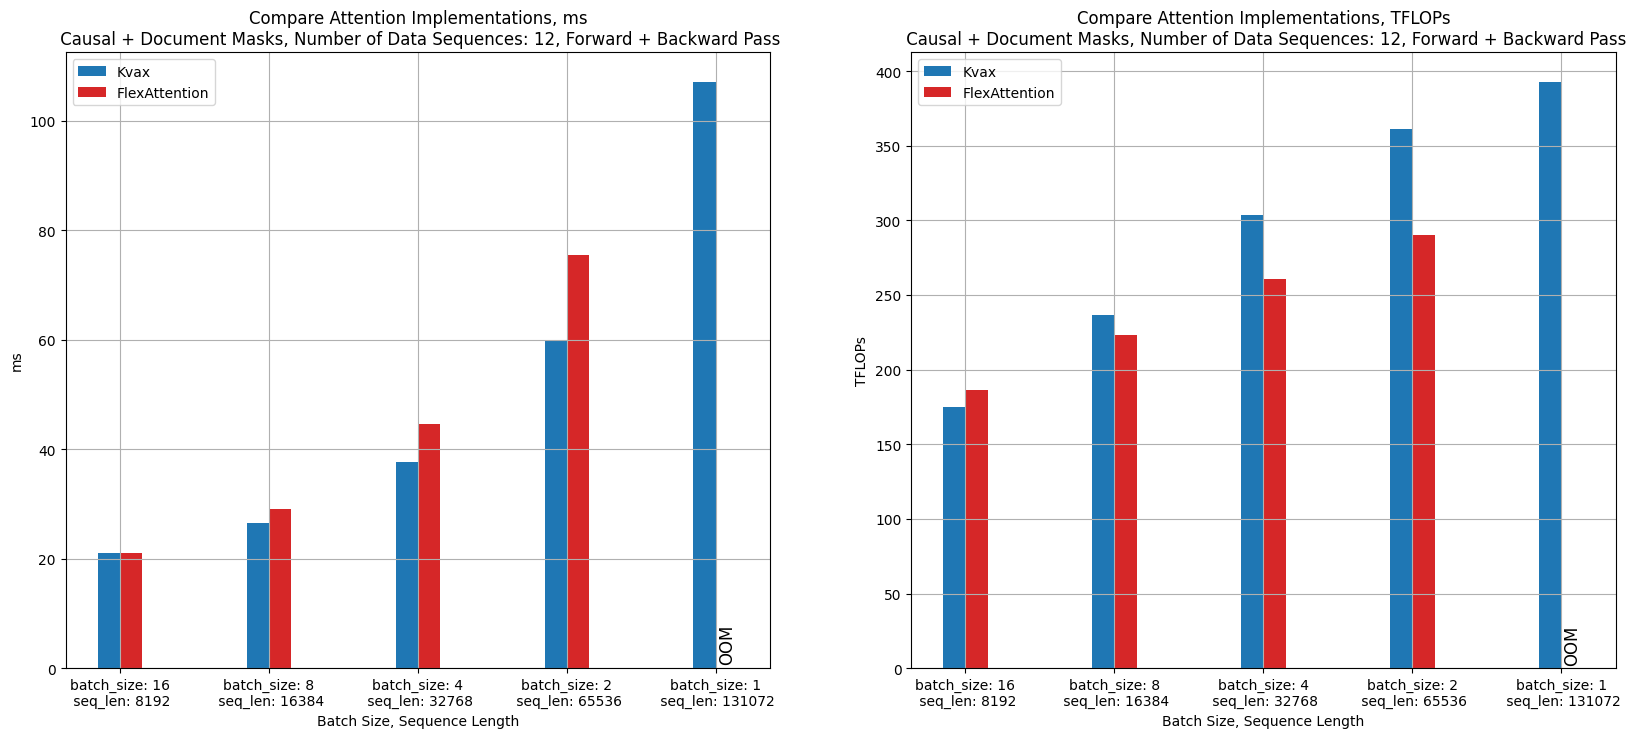 Compare Attention Implementations, ms
Causal + Document Masks, Number of Data Sequences: 12, Forward + Backward Pass
Kvax
FlexAttention
100
80
60
40
20
0
ms
OOM
batch_size: 16 batch_size: 8 batch_size: 4 batch_size: 2 batch_size: 1
seq_len: 8192 seq_len: 16384 seq_len: 32768 seq_len: 65536 seq_len: 131072
Batch Size, Sequence Length
Compare Attention Implementations, TFLOPs
Causal + Document Masks, Number of Data Sequences: 12, Forward + Backward Pass
Kvax
FlexAttention
400
350
300
250
200
150
100
50
0
TFLOPs
OOM
batch_size: 16 batch_size: 8 batch_size: 4 batch_size: 2 batch_size: 1
seq_len: 8192 seq_len: 16384 seq_len: 32768 seq_len: 65536 seq_len: 131072
Batch Size, Sequence Length